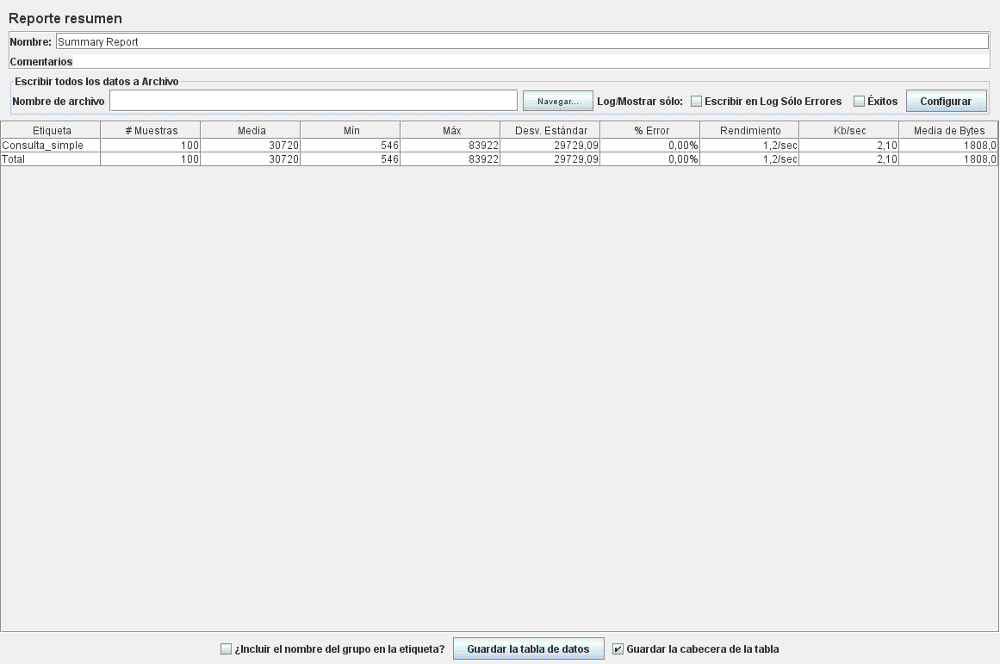 Reporte resumen
Nombre: Summary Report
Comentarios
Escribir todos los datos a Archivo
Nombre de archivo Navegar... Log/Mostrar sólo: Escribir en Log Sólo Errores Éxitos Configurar
Etiqueta # Muestras Media Mín Máx Desv. Estándar % Error Rendimiento Kb/sec Media de Bytes
Consulta_simple 100 30720 546 83922 29729,09 0,00% 1,2/sec 2,10 1808,0
Total 100 30720 546 83922 29729,09 0,00% 1,2/sec 2,10 1808,0
¿Incluir el nombre del grupo en la etiqueta? Guardar la tabla de datos Guardar la cabecera de la tabla